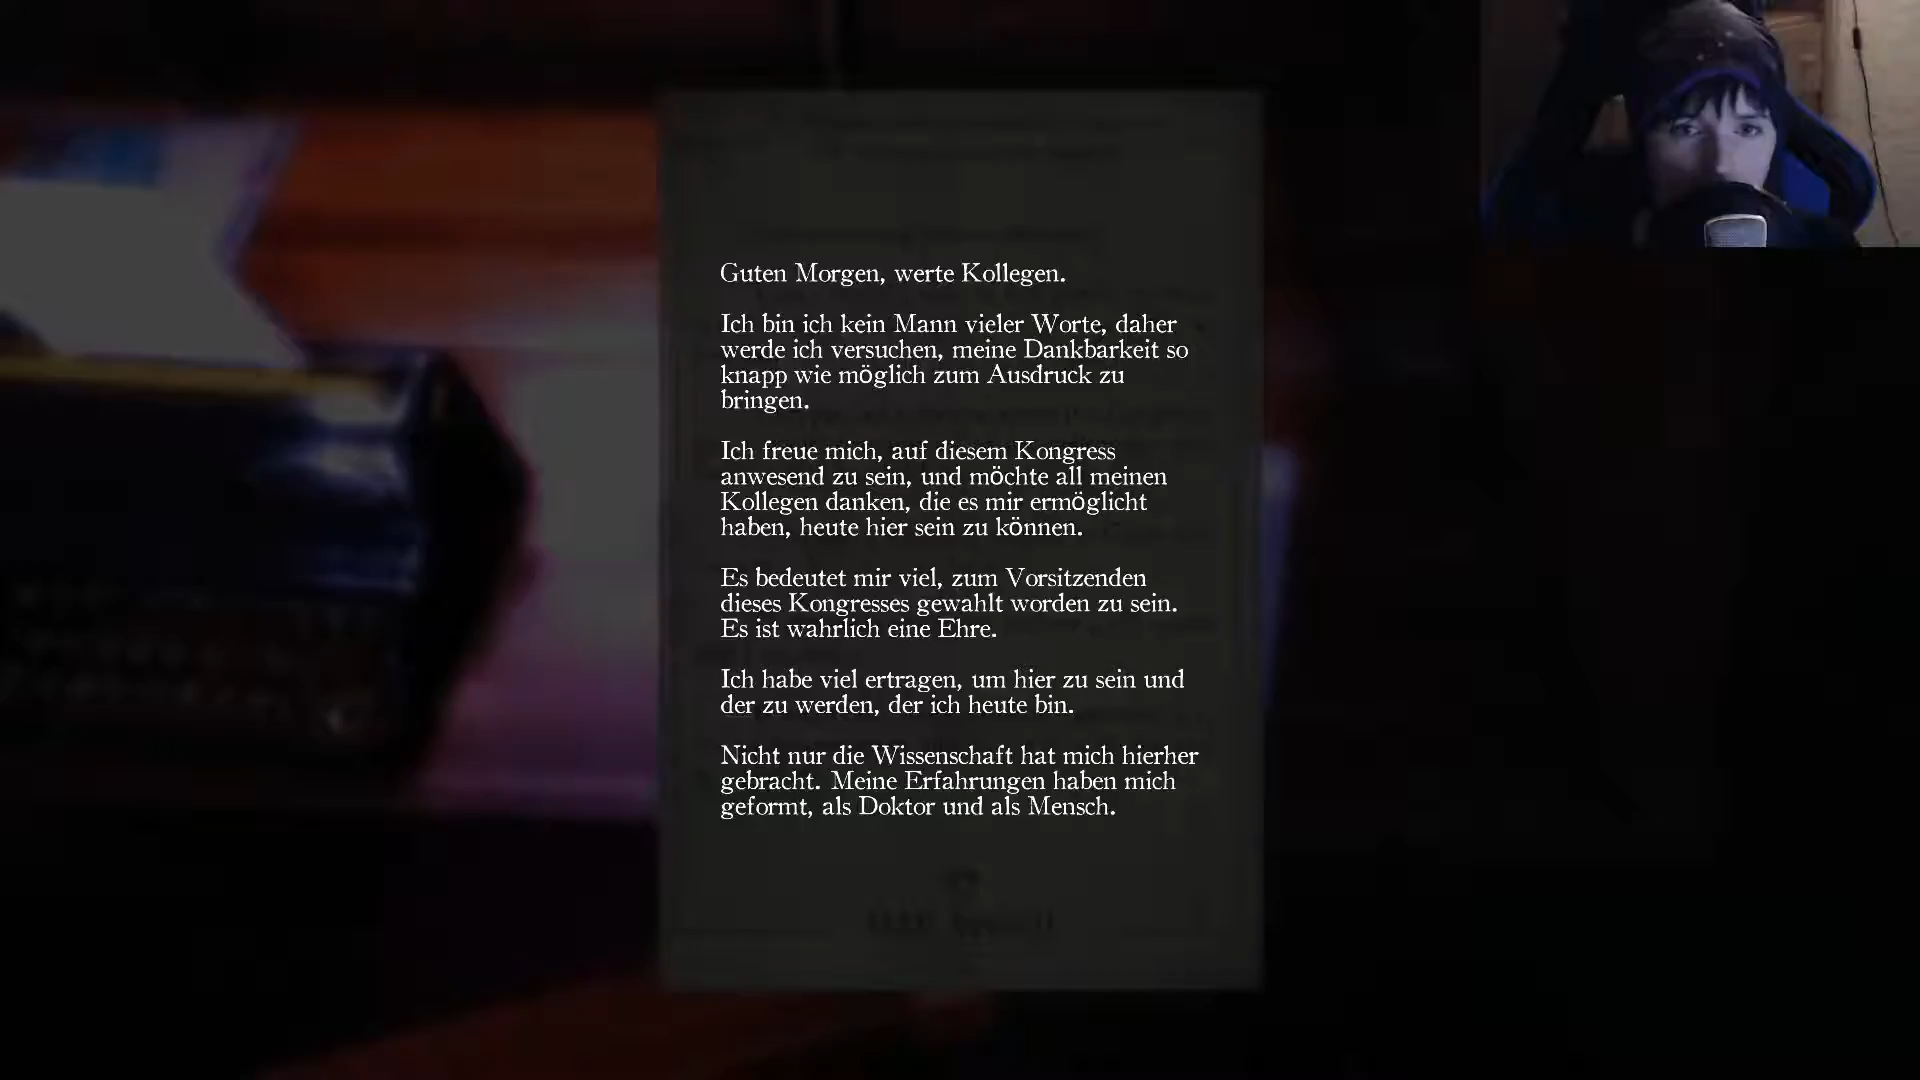 Guten Morgen, werte Kollegen.
Ich bin ich kein Mann vieler Worte, daher
werde ich versuchen, meine Dankbarkeit so
knapp wie möglich zum Ausdruck zu
bringen.
Ich freue mich, auf diesem Kongress
anwesend zu sein, und möchte all meinen
Kollegen danken, die es mir ermöglicht
haben, heute hier sein zu können.
Es bedeutet mir viel, zum Vorsitzenden
dieses Kongresses gewahlt worden zu sein.
Es ist wahrlich eine Ehre.
Ich habe viel ertragen, um hier zu sein und
der zu werden, der ich heute bin.
Nicht nur die Wissenschaft hat mich hierher
gebracht. Meine Erfahrungen haben mich
geformt, als Doktor und als Mensch.